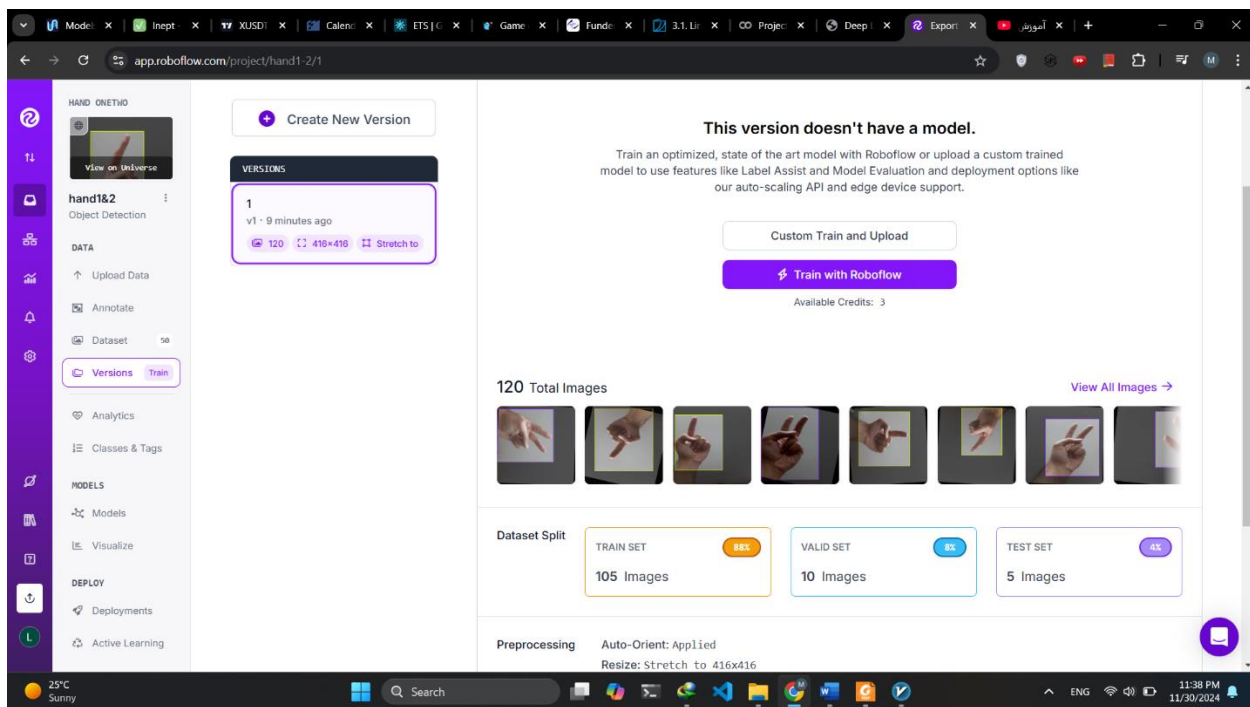 Model:
Inept -
XUSDT
Calend
ETS | G
Game
Funde
3.1. Lir
Projec
Deep
Export
آموزش
app.roboflow.com/project/hand1-2/1
M
HAND ONETWO
View on Universe
hand1&2
Object Detection
DATA
Upload Data
Annotate
Dataset 50
Versions Train
Analytics
Classes & Tags
MODELS
Models
Visualize
DEPLOY
Deployments
Active Learning
L
Create New Version
VERSIONS
1
v1 · 9 minutes ago
120 416×416 Stretch to
This version doesn't have a model.
Train an optimized, state of the art model with Roboflow or upload a custom trained
model to use features like Label Assist and Model Evaluation and deployment options like
our auto-scaling API and edge device support.
Custom Train and Upload
Train with Roboflow
Available Credits: 3
120 Total Images
View All Images →
Dataset Split
TRAIN SET 88%
105 Images
VALID SET 8%
10 Images
TEST SET 4%
5 Images
Preprocessing
Auto-Orient: Applied
Resize: Stretch to 416x416
25°C
Sunny
Search
ENG
11:38 PM
11/30/2024